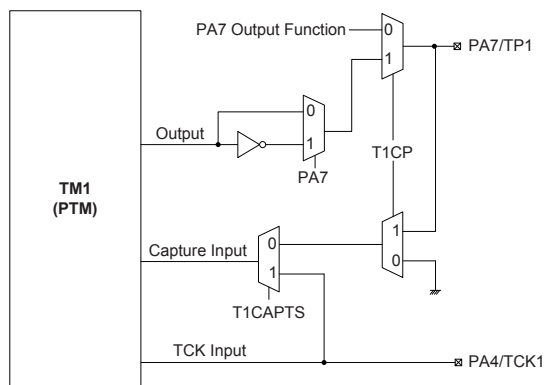 PA7 Output Function
0
1
PA7/TP1
0
1
Output
PA7
T1CP
TM1
(PTM)
Capture Input
0
1
1
0
T1CAPTS
TCK Input
PA4/TCK1